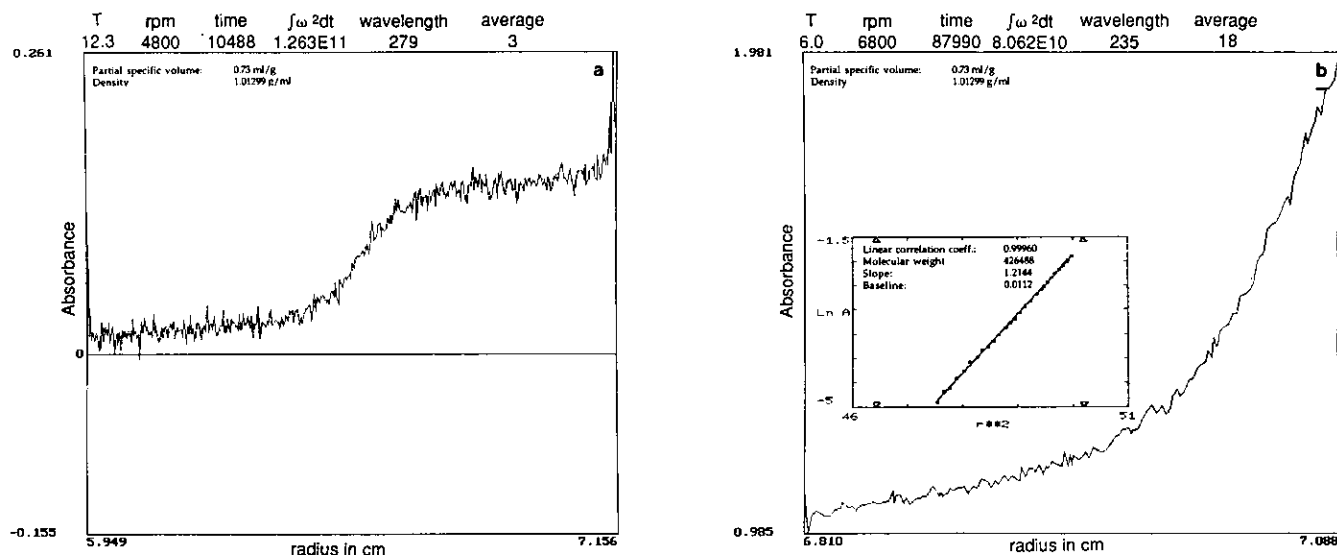 T rpm time ∫ω ²dt wavelength average
12.3 4800 10488 1.263E11 279 3
0.261
Partial specific volume: 0.73 ml/g
Density 1.01299 g/ml
a
Absorbance
0
-0.155
5.949 radius in cm 7.156
T rpm time ∫ω ²dt wavelength average
6.0 6800 87990 8.062E10 235 18
1.981
Partial specific volume: 0.73 ml/g
Density 1.01299 g/ml
b
Absorbance
-1.5
Linear correlation coeff.: 0.99960
Molecular weight 426488
Slope: 1.2144
Baseline: 0.0112
Ln A
-5
46 51
r**2
0.985
6.810 radius in cm 7.088